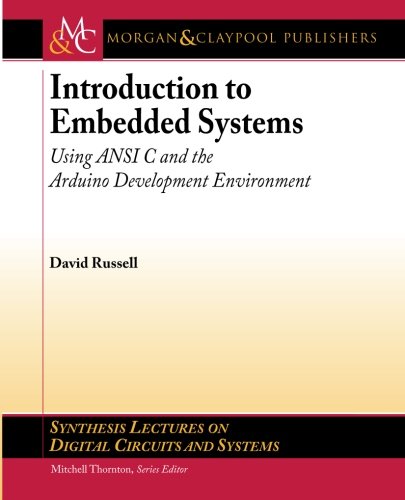 M
&C
MORGAN & CLAYPOOL PUBLISHERS
Introduction to
Embedded Systems
Using ANSI C and the
Arduino Development Environment
David Russell
SYNTHESIS LECTURES ON
DIGITAL CIRCUITS AND SYSTEMS
Mitchell Thornton, Series Editor